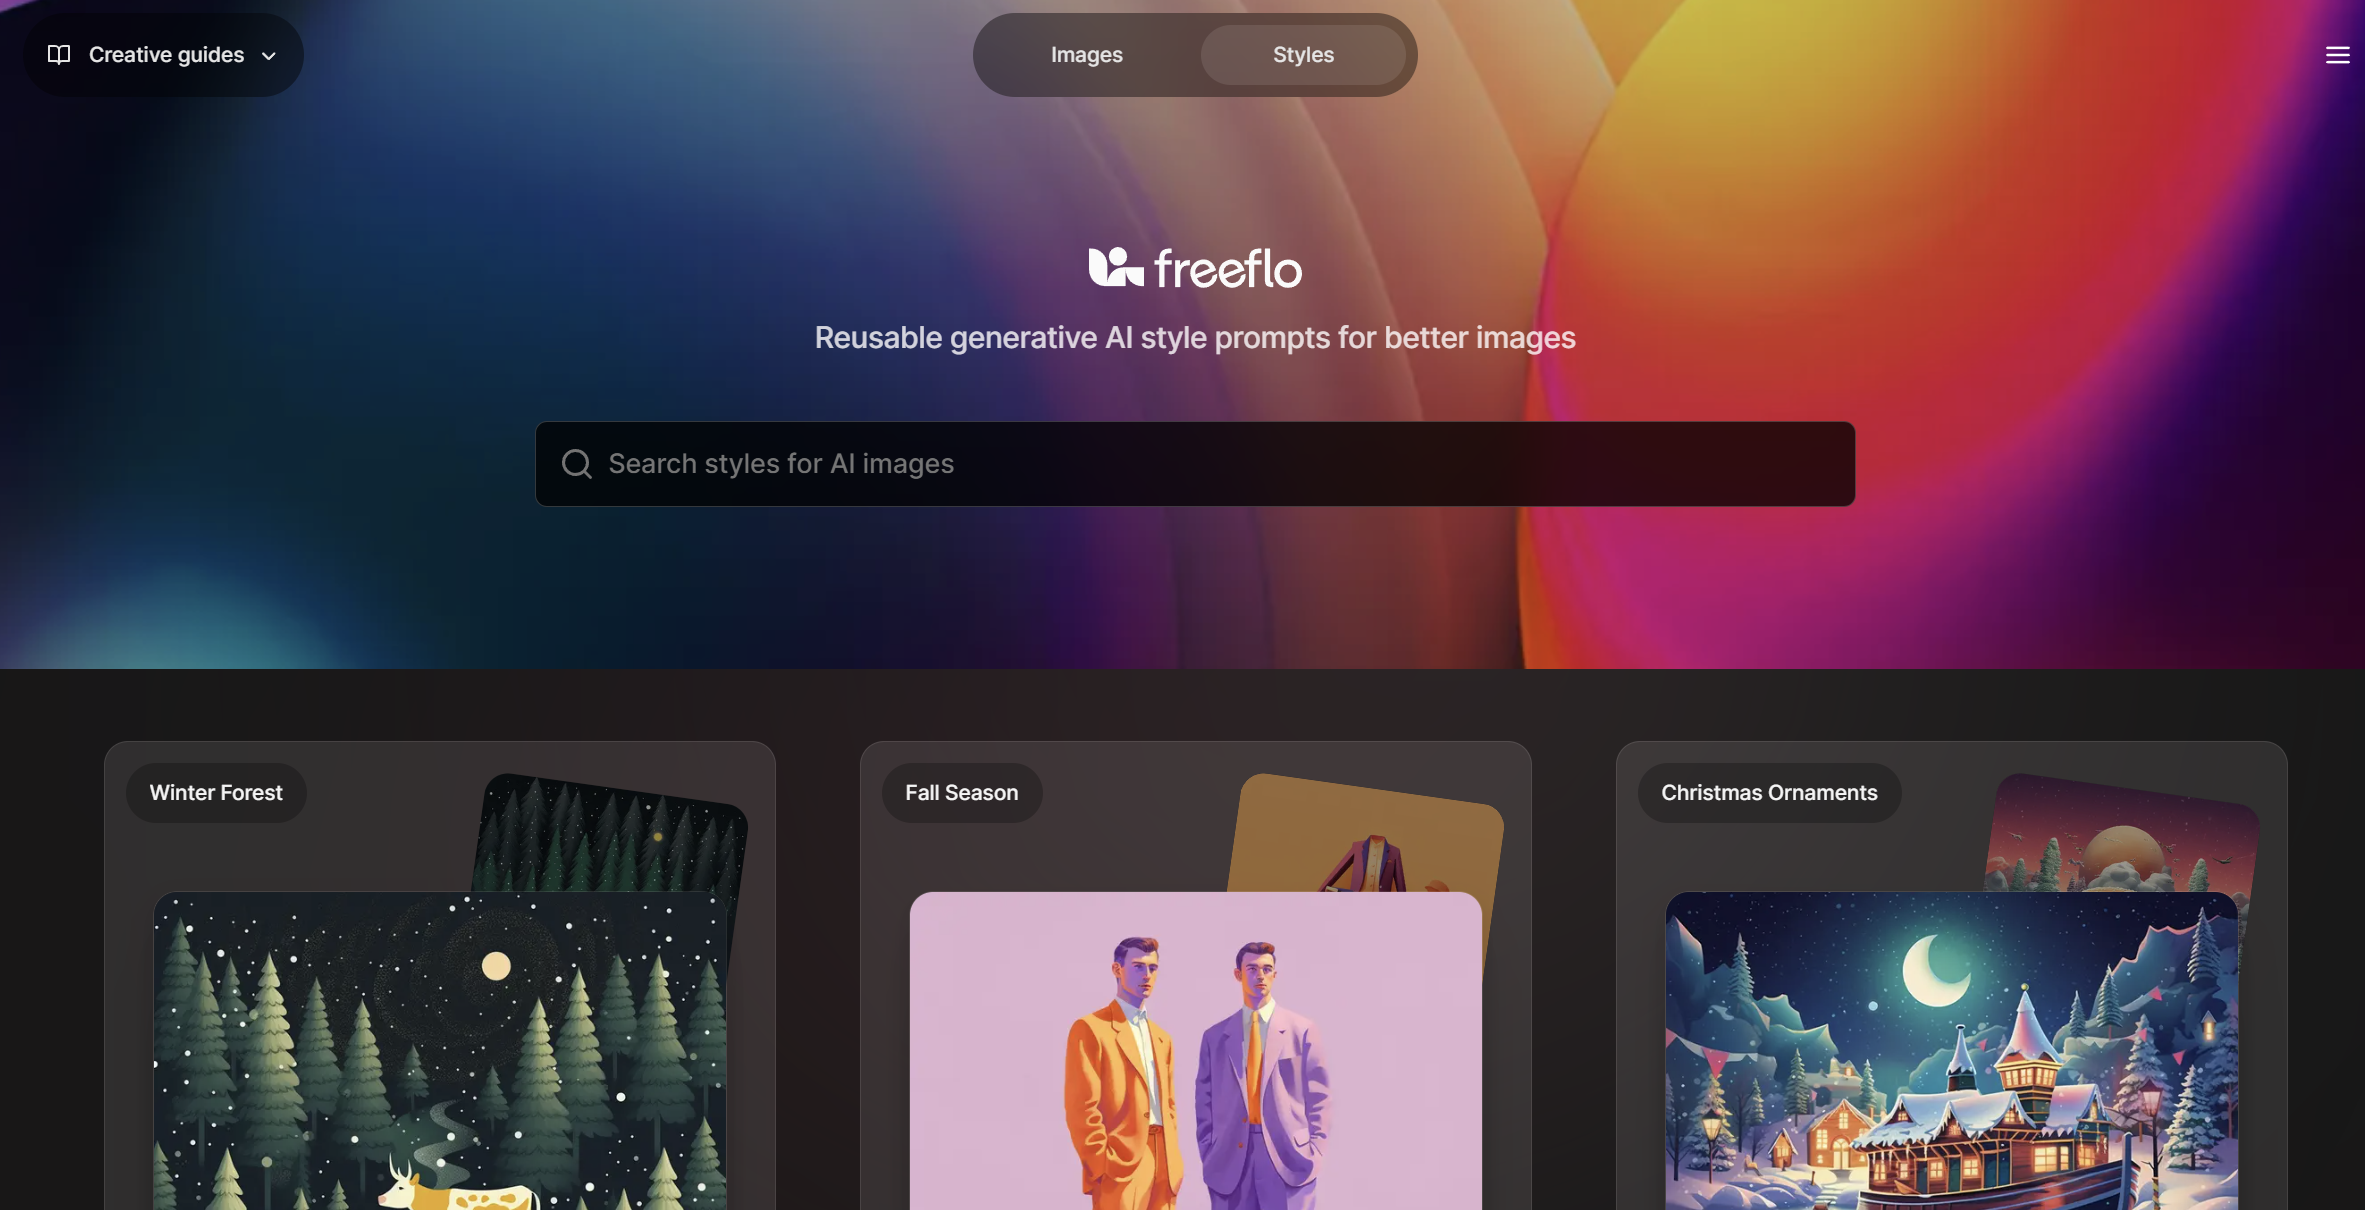 Creative guides
Images
Styles
freeflo
Reusable generative AI style prompts for better images
Search styles for AI images
Winter Forest
Fall Season
Christmas Ornaments